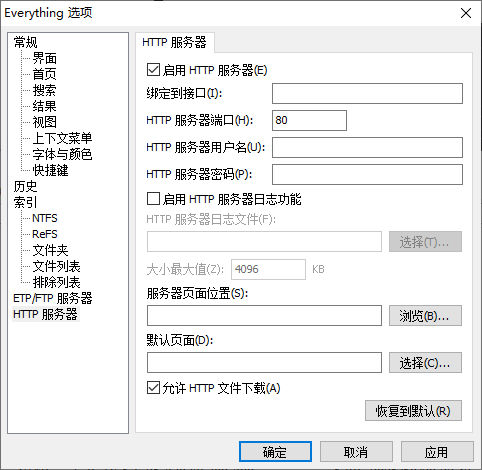 Everything 选项
常规
界面
首页
搜索
结果
视图
上下文菜单
字体与颜色
快捷键
历史
索引
NTFS
ReFS
文件夹
文件列表
排除列表
ETP/FTP 服务器
HTTP 服务器
HTTP 服务器
启用 HTTP 服务器(E)
绑定到接口(I):
HTTP 服务器端口(H): 80
HTTP 服务器用户名(U):
HTTP 服务器密码(P):
启用 HTTP 服务器日志功能
HTTP 服务器日志文件(F):
选择(T)...
大小最大值(Z): 4096 KB
服务器页面位置(S):
浏览(B)...
默认页面(D):
选择(C)...
允许 HTTP 文件下载(A)
恢复到默认(R)
确定 取消 应用